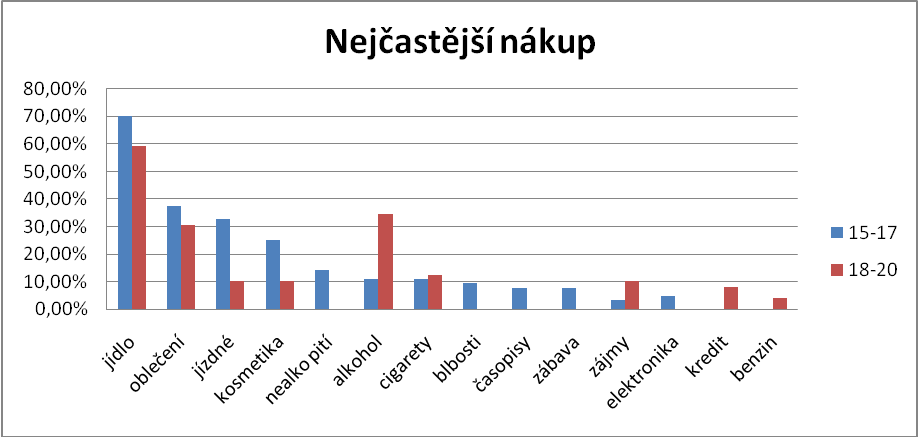 Nejčastější nákup
80,00%
70,00%
60,00%
50,00%
40,00%
30,00%
20,00%
10,00%
0,00%
jídlo
oblečení
jízdné
kosmetika
nealko pití
alkohol
cigarety
blbosti
časopisy
zábava
zájmy
elektronika
kredit
benzin
15-17
18-20